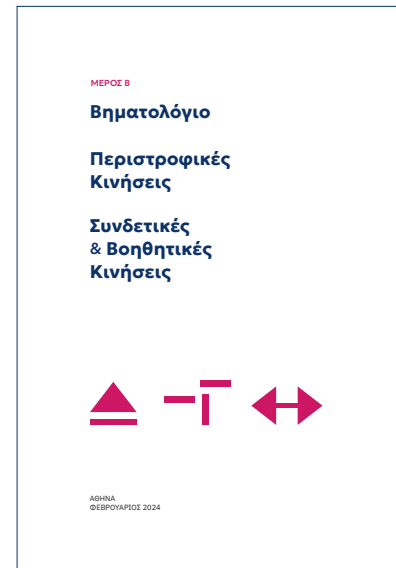 ΜΕΡΟΣ Β
Βηματολόγιο
Περιστροφικές
Κινήσεις
Συνδετικές
& Βοηθητικές
Κινήσεις
ΑΘΗΝΑ
ΦΕΒΡΟΥΑΡΙΟΣ 2024